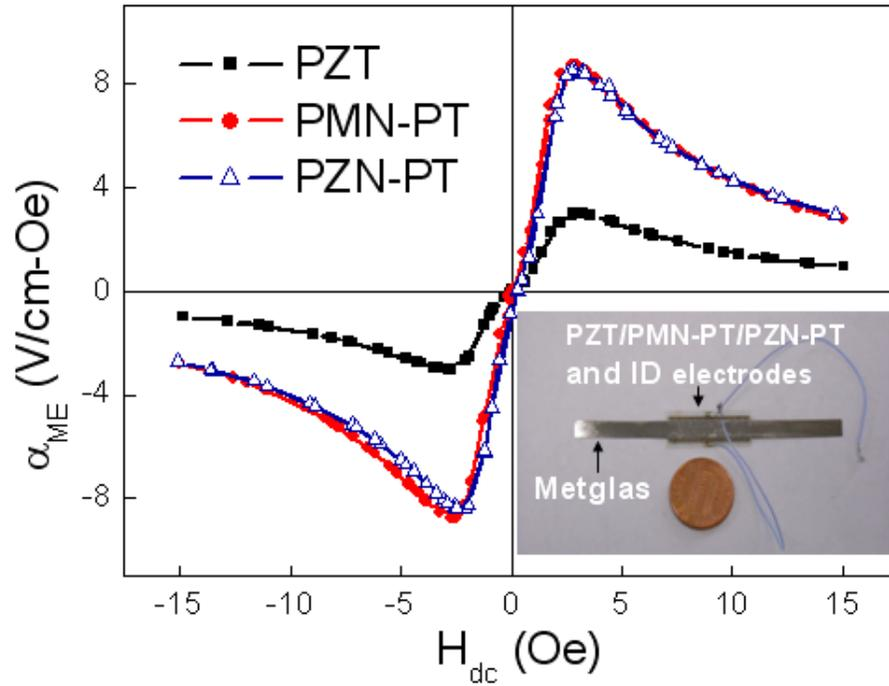 PZT
PMN-PT
PZN-PT
α_ME (V/cm-Oe)
8
4
0
-4
-8
PZT/PMN-PT/PZN-PT
and ID electrodes
Metglas
-15 -10 -5 0 5 10 15
H_dc (Oe)